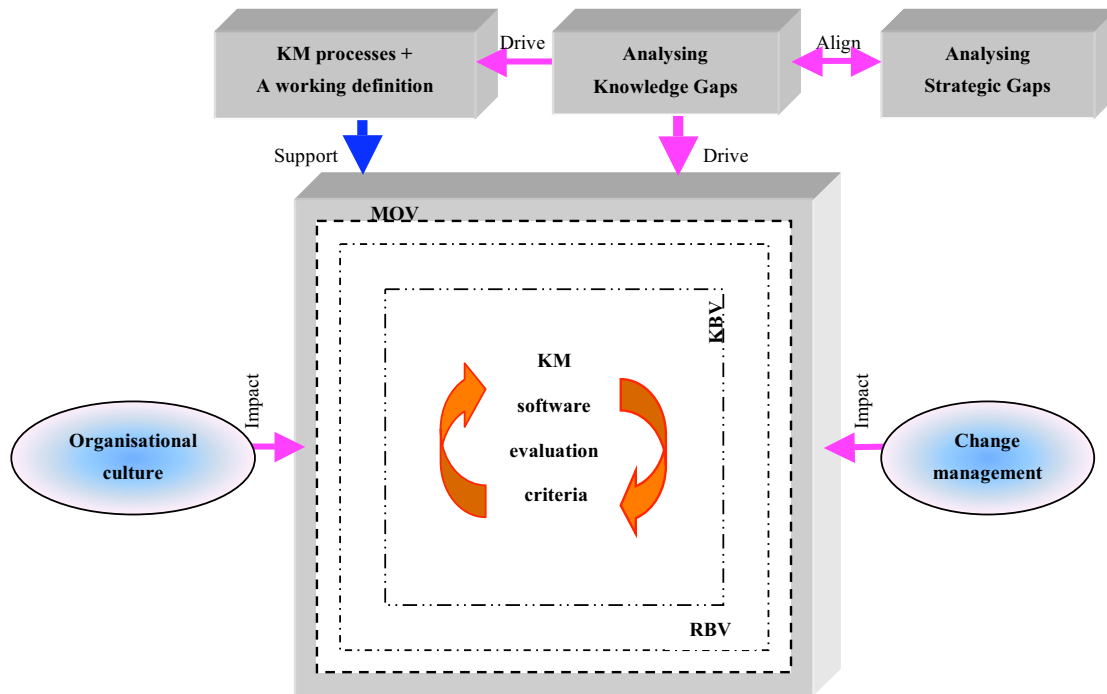 KM processes +
A working definition
Drive
Analysing
Knowledge Gaps
Align
Analysing
Strategic Gaps
Support
Drive
MOV
KBV
KM
software
evaluation
criteria
RBV
Impact
Organisational
culture
Impact
Change
management